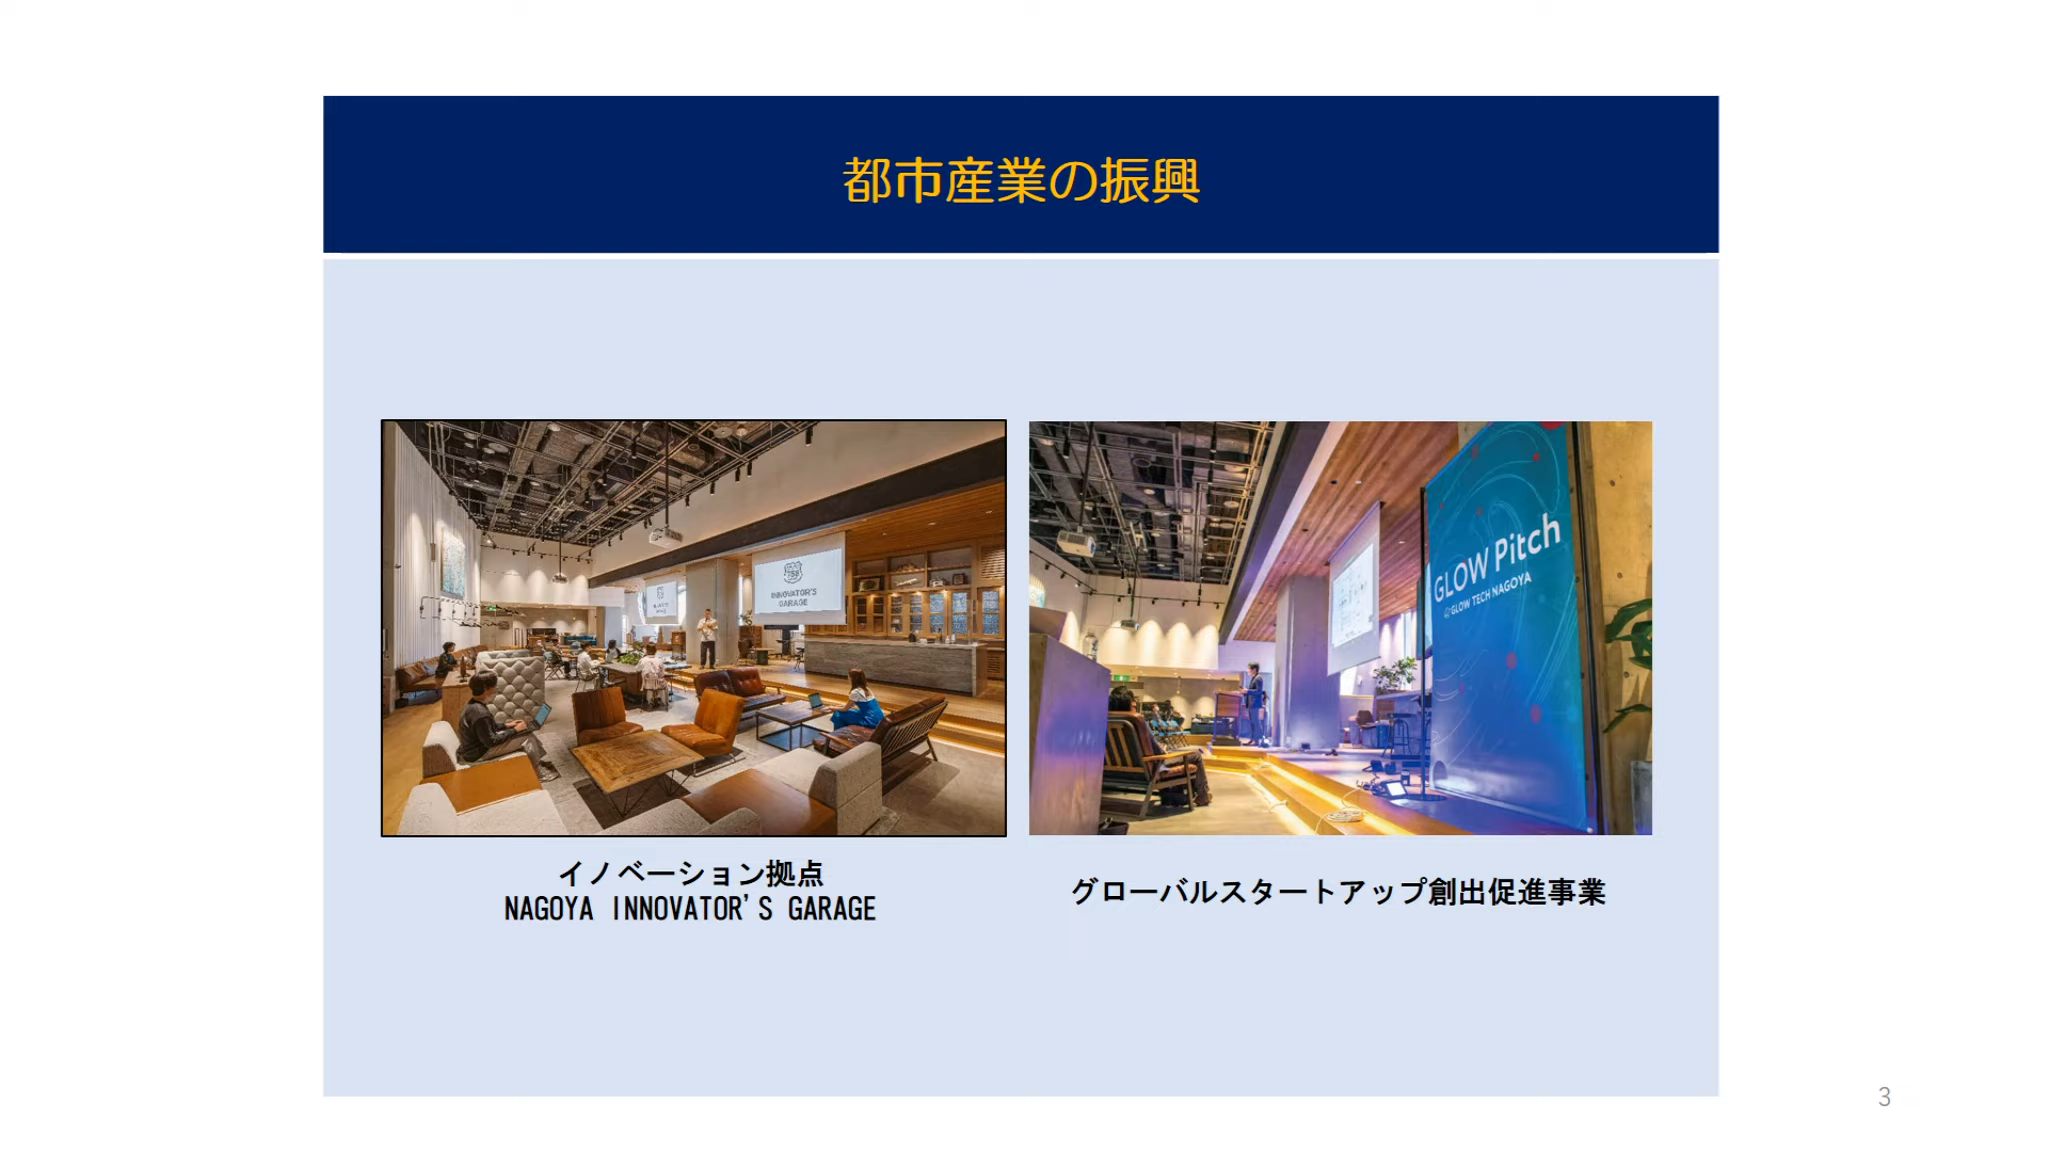 都市産業の振興
INNOVATOR'S
GARAGE
GLOW Pitch
GLOW TECH NAGOYA
イノベーション拠点
NAGOYA INNOVATOR'S GARAGE
グローバルスタートアップ創出促進事業
3